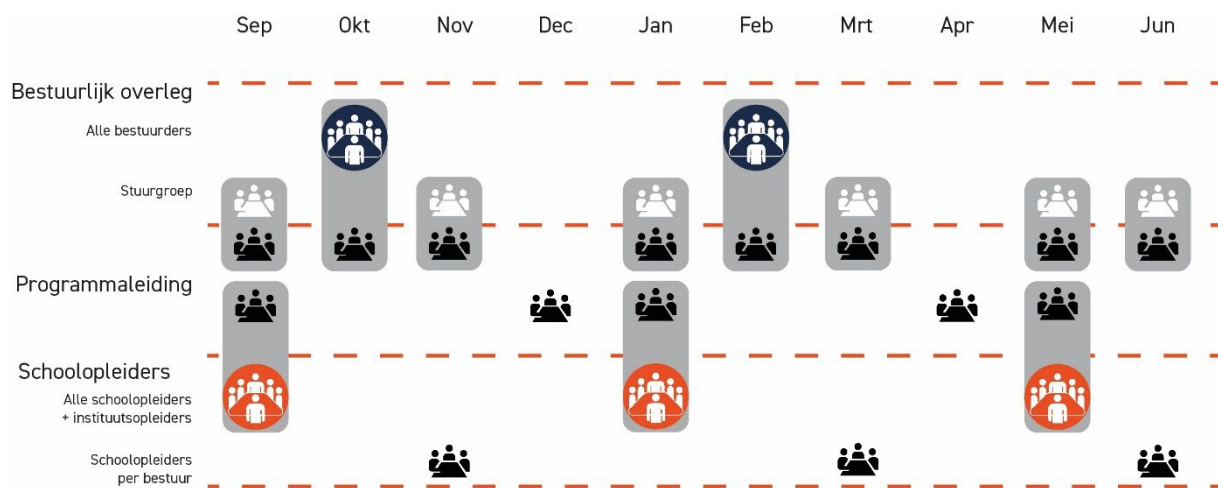 Sep Okt Nov Dec Jan Feb Mrt Apr Mei Jun
Bestuurlijk overleg
Alle bestuurders
Stuurgroep
Programmaleiding
Schoolopleiders
Alle schoolopleiders
+ instituutsopleiders
Schoolopleiders
per bestuur